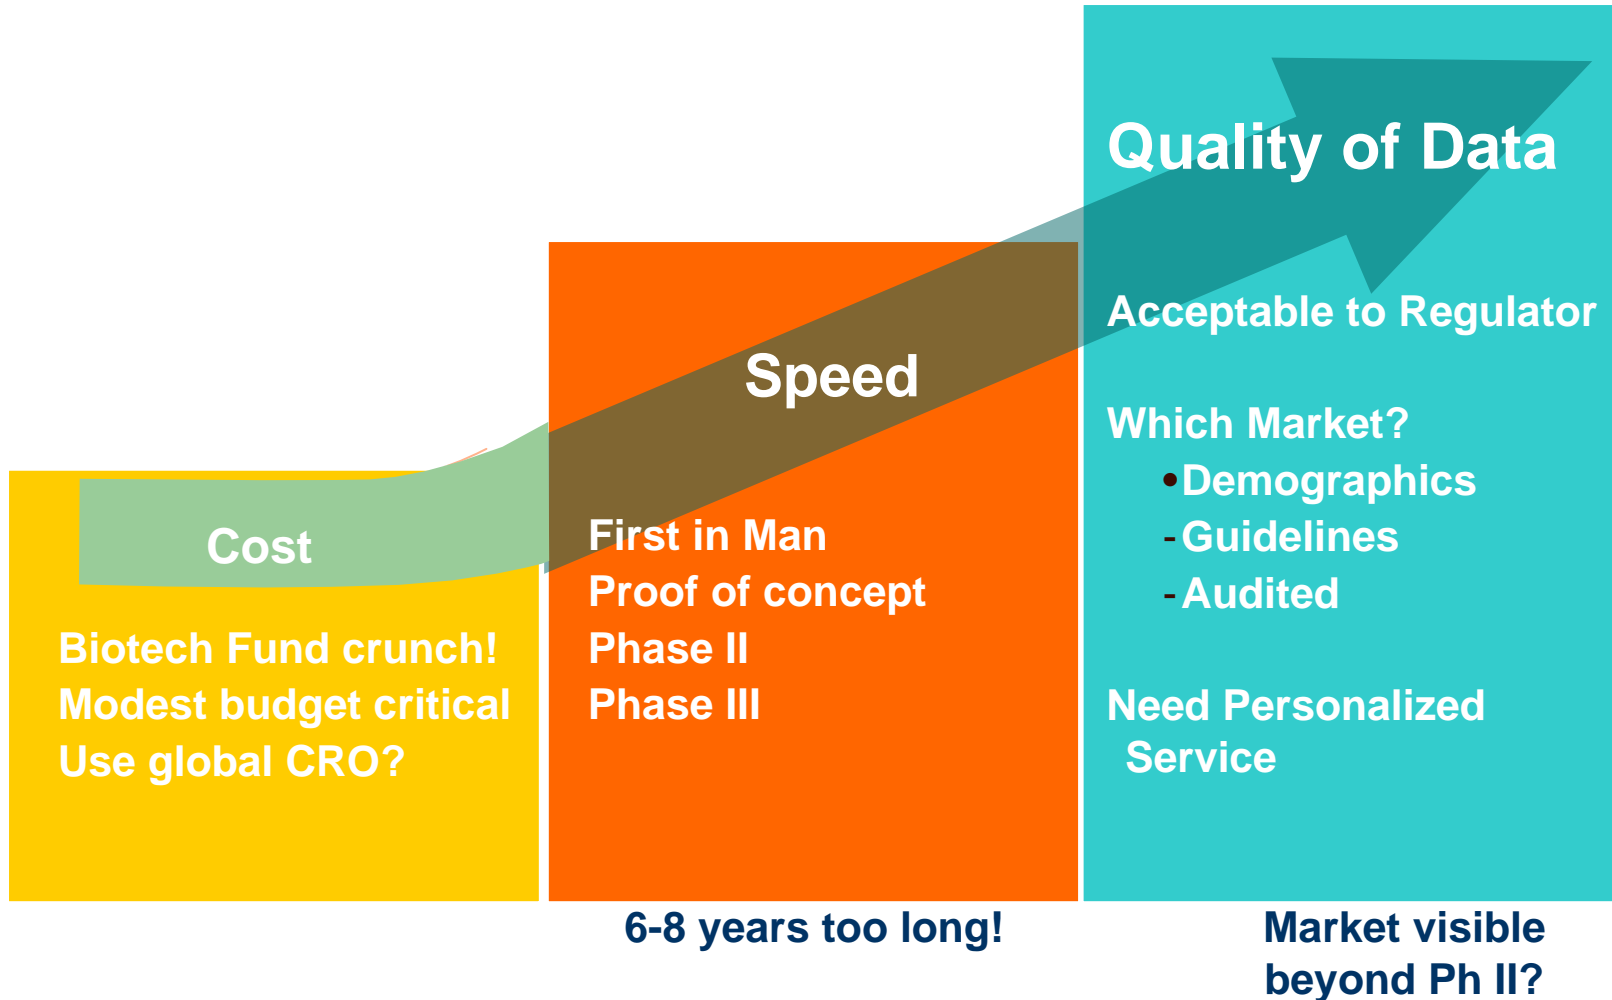 Cost
Biotech Fund crunch!
Modest budget critical
Use global CRO?
Speed
First in Man
Proof of concept
Phase II
Phase III
6-8 years too long!
Quality of Data
Acceptable to Regulator
Which Market?
•Demographics
-Guidelines
-Audited
Need Personalized
Service
Market visible
beyond Ph II?